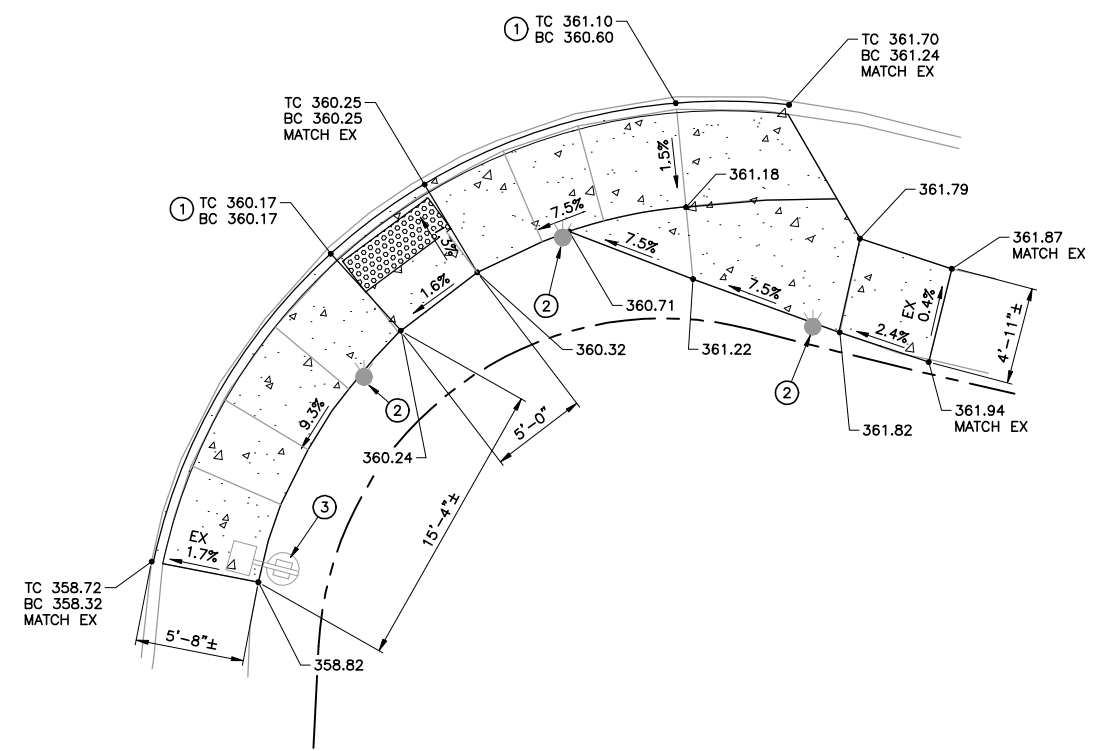 1
TC 361.10
BC 360.60
TC 361.70
BC 361.24
MATCH EX
TC 360.25
BC 360.25
MATCH EX
1.5%
361.18
361.79
1
TC 360.17
BC 360.17
7.5%
7.5%
361.87
MATCH EX
1.6%
7.5%
EX
0.4%
2.4%
4'-11"±
2
360.71
360.32
361.22
2
361.82
361.94
MATCH EX
2
9.3%
360.24
5'-0"
15'-4"±
3
EX
1.7%
TC 358.72
BC 358.32
MATCH EX
5'-8"±
358.82